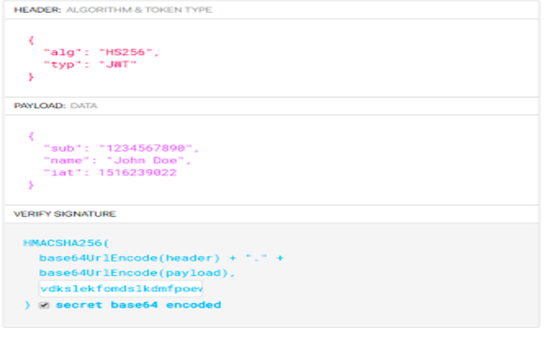 HEADER: ALGORITHM & TOKEN TYPE
{
"alg": "HS256",
"typ": "JWT"
}
PAYLOAD: DATA
{
"sub": "1234567890",
"name": "John Doe",
"iat": 1516239022
}
VERIFY SIGNATURE
HMACSHA256(
base64UrlEncode(header) + "." +
base64UrlEncode(payload),
) secret base64 encoded